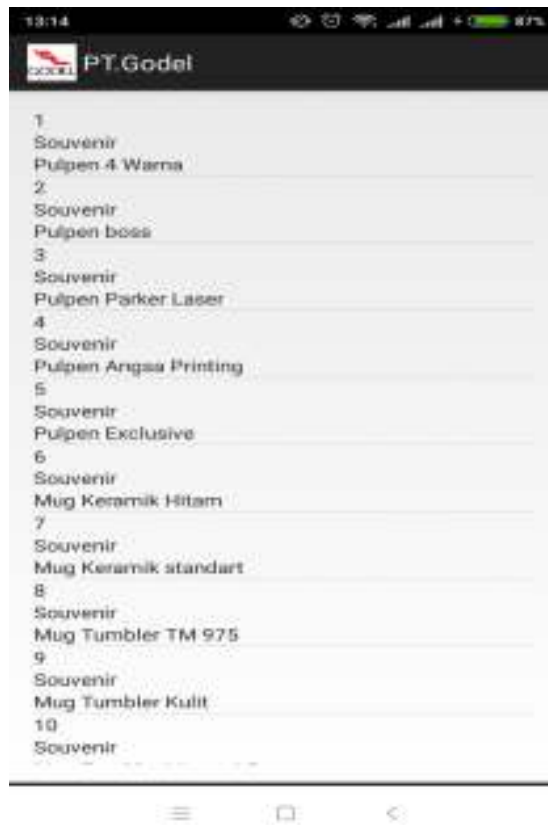 13:14
87%
GODEL
PT.Godel
1
Souvenir
Pulpen 4 Warna
2
Souvenir
Pulpen boss
3
Souvenir
Pulpen Parker Laser
4
Souvenir
Pulpen Angsa Printing
5
Souvenir
Pulpen Exclusive
6
Souvenir
Mug Keramik Hitam
7
Souvenir
Mug Keramik standart
8
Souvenir
Mug Tumbler TM 975
9
Souvenir
Mug Tumbler Kulit
10
Souvenir